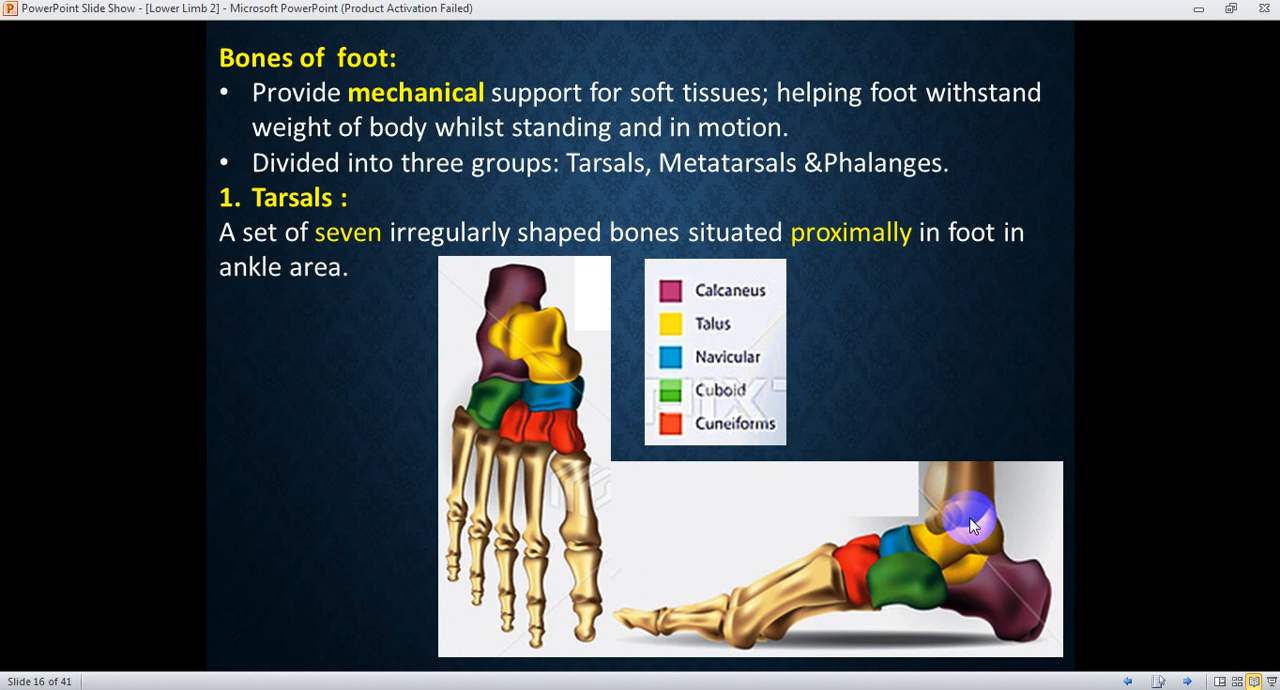 PowerPoint Slide Show - [Lower Limb 2] - Microsoft PowerPoint (Product Activation Failed)
Bones of foot:
• Provide mechanical support for soft tissues; helping foot withstand
weight of body whilst standing and in motion.
• Divided into three groups: Tarsals, Metatarsals &Phalanges.
1. Tarsals :
A set of seven irregularly shaped bones situated proximally in foot in
ankle area.
Calcaneus
Talus
Navicular
Cuboid
Cuneiforms
Slide 16 of 41